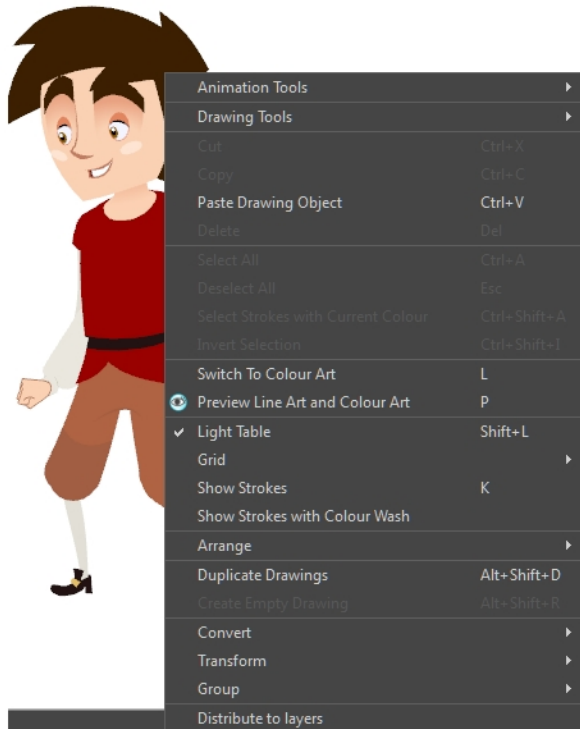 Animation Tools
Drawing Tools
Cut Ctrl+X
Copy Ctrl+C
Paste Drawing Object Ctrl+V
Delete Del
Select All Ctrl+A
Deselect All Esc
Select Strokes with Current Colour Ctrl+Shift+A
Invert Selection Ctrl+Shift+I
Switch To Colour Art L
Preview Line Art and Colour Art P
Light Table Shift+L
Grid
Show Strokes K
Show Strokes with Colour Wash
Arrange
Duplicate Drawings Alt+Shift+D
Create Empty Drawing Alt+Shift+R
Convert
Transform
Group
Distribute to layers